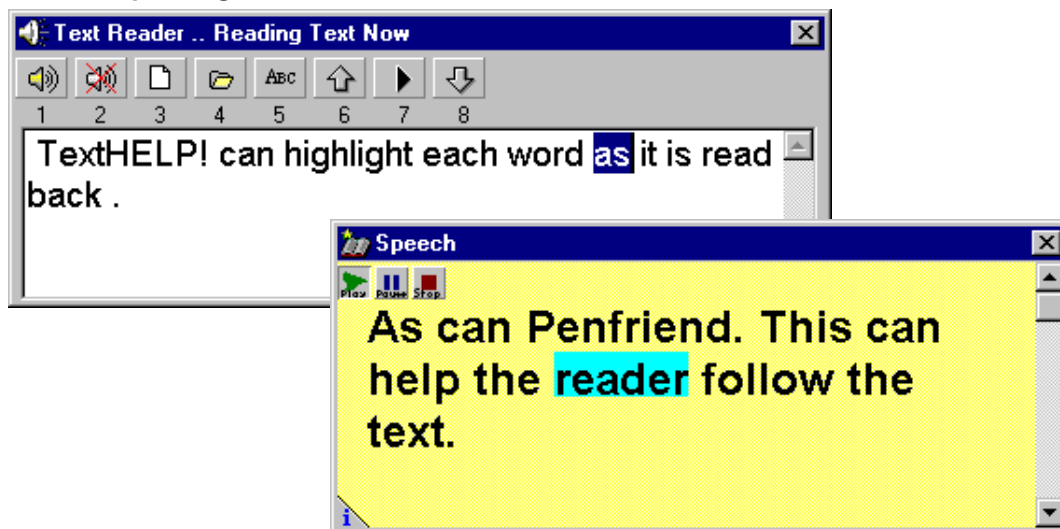 Text Reader .. Reading Text Now
ABC
1 2 3 4 5 6 7 8
TextHELP! can highlight each word as it is read
back .
Speech
Play Pause Stop
As can Penfriend. This can
help the reader follow the
text.
i